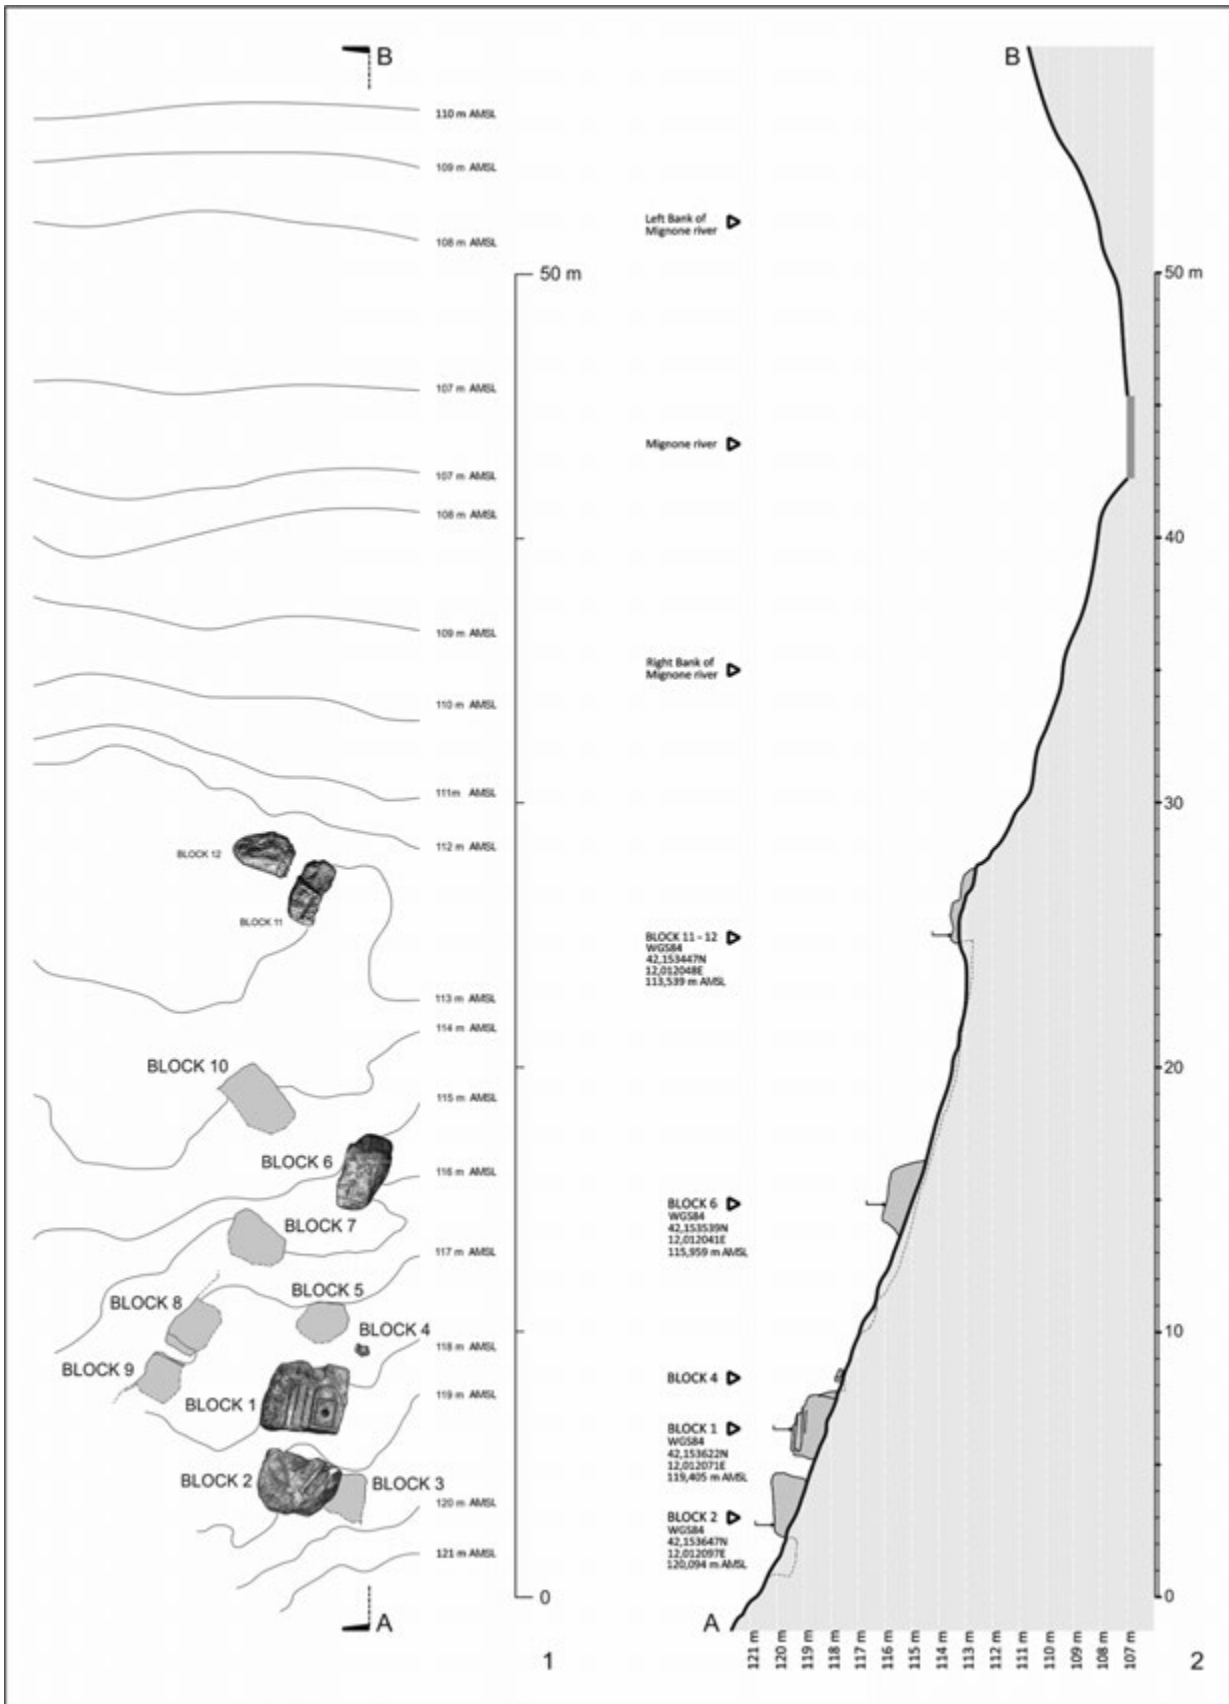 B
110 m AMSL
109 m AMSL
108 m AMSL
50 m
107 m AMSL
107 m AMSL
108 m AMSL
109 m AMSL
110 m AMSL
111m AMSL
112 m AMSL
BLOCK 12
BLOCK 11
113 m AMSL
114 m AMSL
BLOCK 10
115 m AMSL
BLOCK 6
116 m AMSL
BLOCK 7
117 m AMSL
BLOCK 5
BLOCK 8
BLOCK 4
118 m AMSL
BLOCK 9
119 m AMSL
BLOCK 1
BLOCK 2
BLOCK 3
120 m AMSL
121 m AMSL
0
A
1
B
Left Bank of
Mignone river
50 m
Mignone river
40
Right Bank of
Mignone river
30
BLOCK 11 - 12
WGS84
42,153447N
12,012048E
113,539 m AMSL
20
BLOCK 6
WGS84
42,153539N
12,012041E
115,959 m AMSL
10
BLOCK 4
BLOCK 1
WGS84
42,153622N
12,012071E
119,405 m AMSL
BLOCK 2
WGS84
42,153647N
12,012097E
120,094 m AMSL
0
A
121 m
120 m
119 m
118 m
117 m
116 m
115 m
114 m
113 m
112 m
111 m
110 m
109 m
108 m
107 m
2